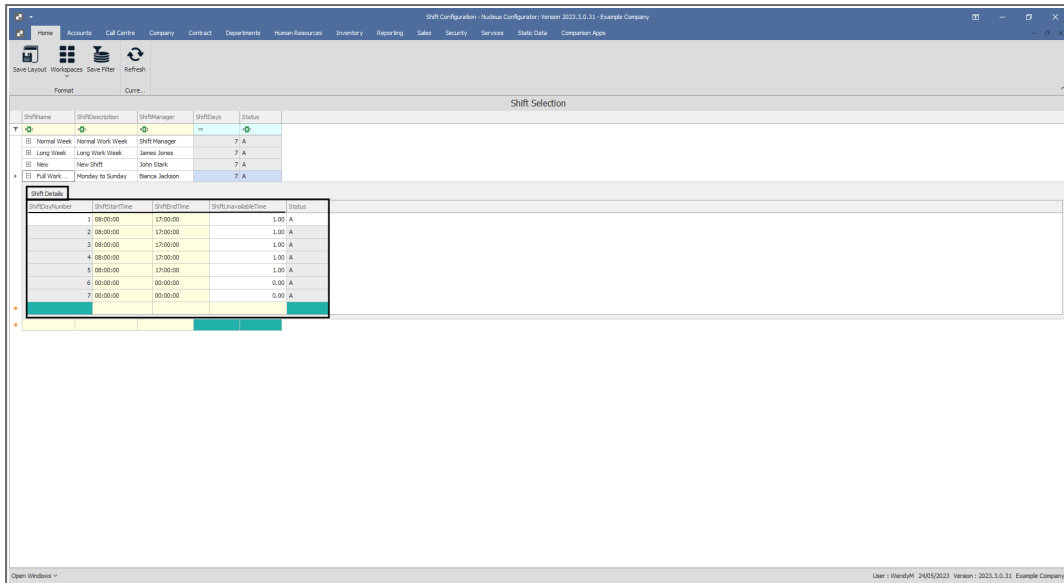 Shift Configuration - Nucleus Configurator: Version 2023.3.0.31 - Example Company
Home Accounts Call Centre Company Contract Departments Human Resources Inventory Reporting Sales Security Services Static Data Companion Apps
Save Layout Workspaces Save Filter Refresh
Format Curre...
Shift Selection
ShiftName ShiftDescription ShiftManager ShiftDays Status
=
Normal Week Normal Work Week Shift Manager 7 A
Long Week Long Work Week James Jones 7 A
New New Shift John Stark 7 A
Full Work ... Monday to Sunday Bianca Jackson 7 A
Shift Details
ShiftDayNumber ShiftStartTime ShiftEndTime ShiftUnavailableTime Status
1 08:00:00 17:00:00 1.00 A
2 08:00:00 17:00:00 1.00 A
3 08:00:00 17:00:00 1.00 A
4 08:00:00 17:00:00 1.00 A
5 08:00:00 17:00:00 1.00 A
6 00:00:00 00:00:00 0.00 A
7 00:00:00 00:00:00 0.00 A
Open Windows User : WendyM 24/05/2023 Version : 2023.3.0.31 Example Company